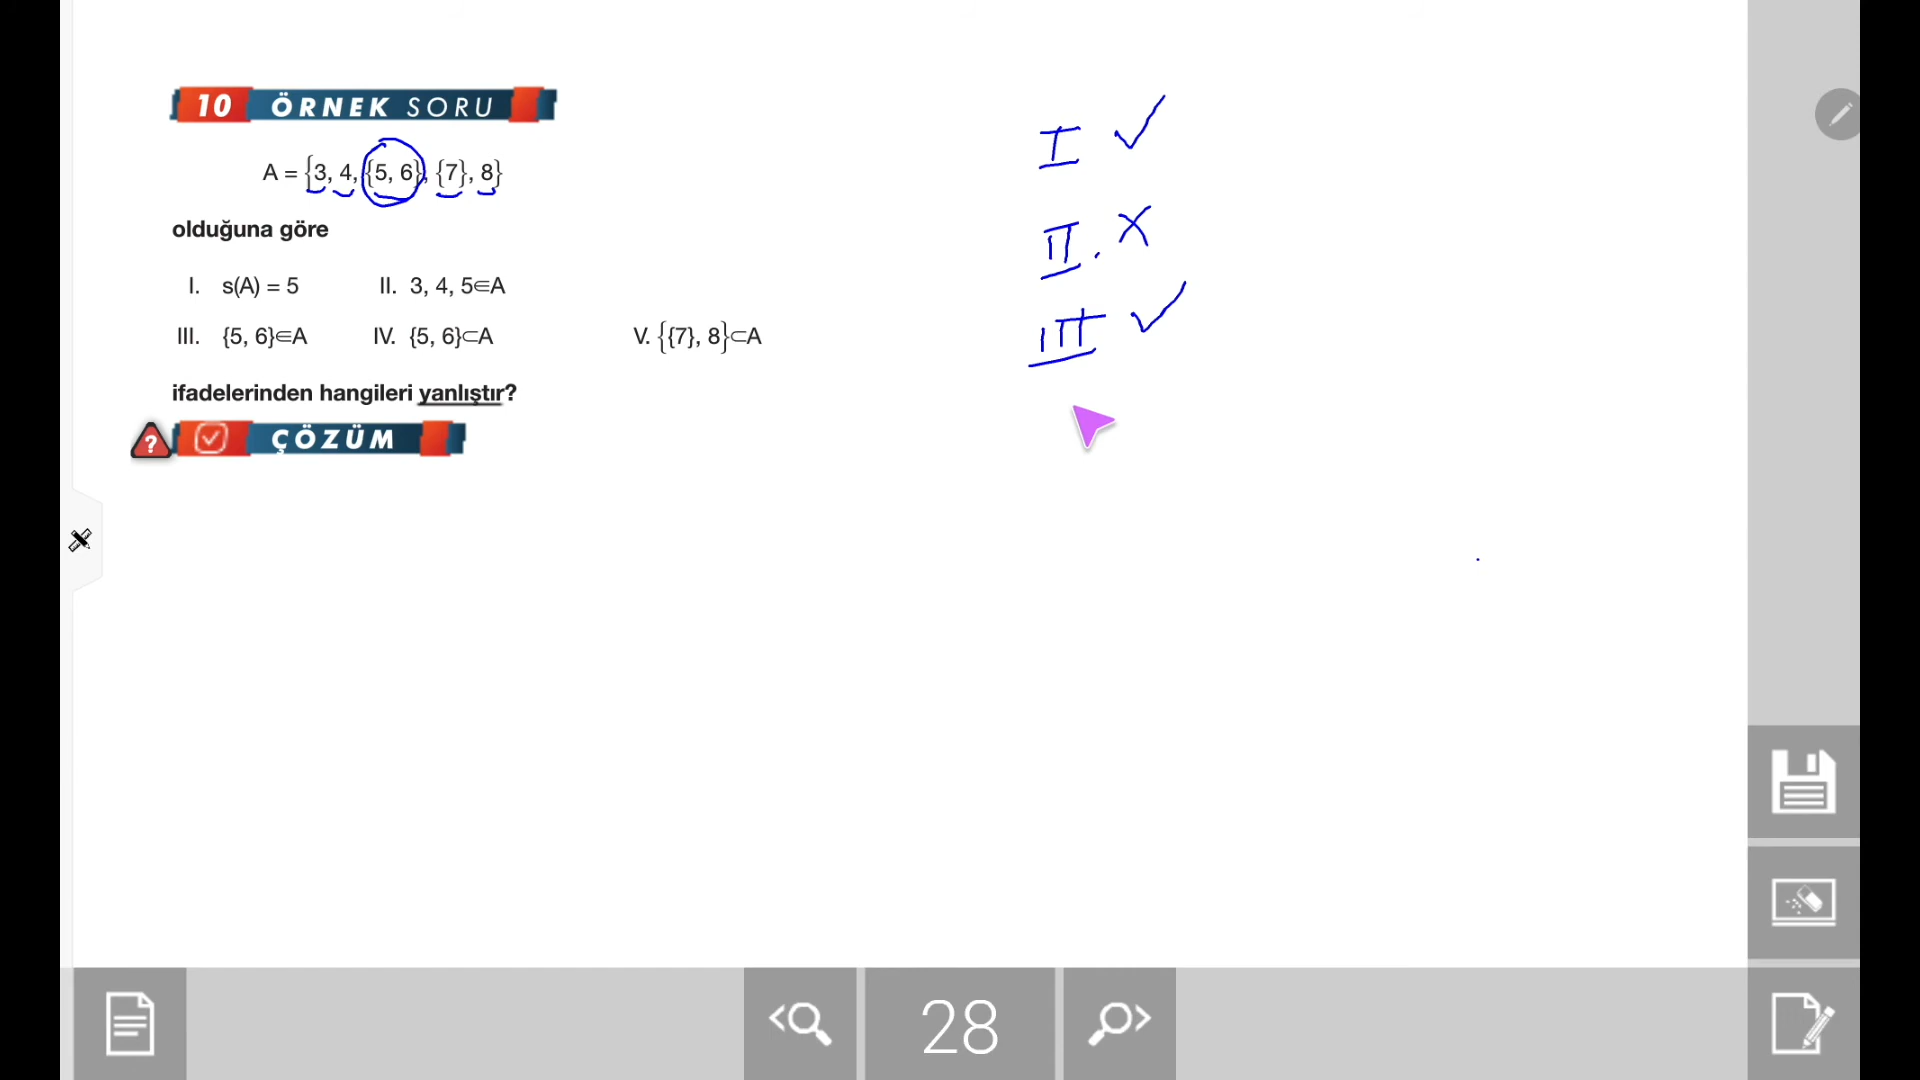 10 ÖRNEK SORU
A = {3, 4, {5, 6}, {7}, 8}
olduğuna göre
I. s(A) = 5 II. 3, 4, 5∈A
III. {5, 6}∈A IV. {5, 6}⊂A V. {{7}, 8}⊂A
ifadelerinden hangileri yanlıştır?
? ÇÖZÜM
I ✓
II. X
III ✓
28